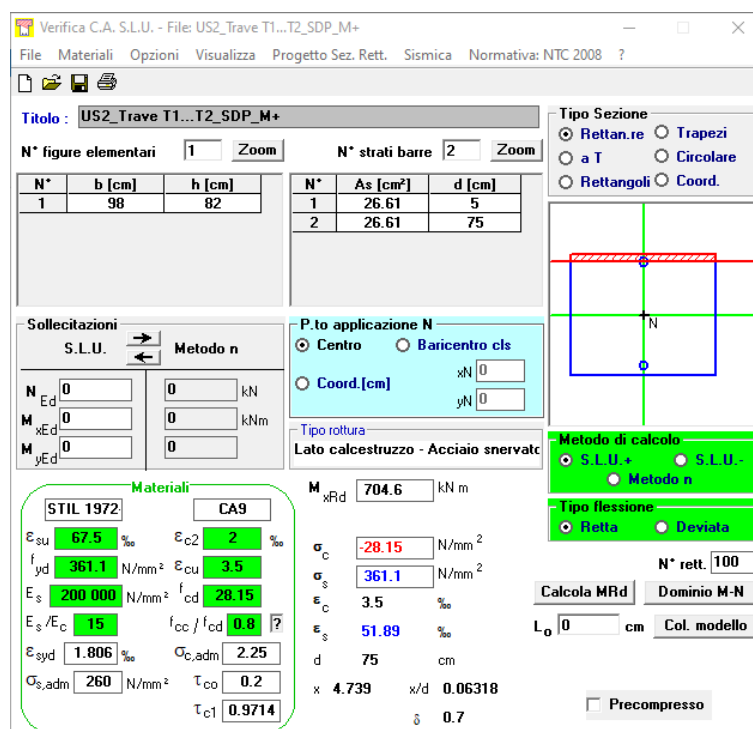 Verifica C.A. S.L.U. - File: US2_Trave T1...T2_SDP_M+
File Materiali Opzioni Visualizza Progetto Sez. Rett. Sismica Normativa: NTC 2008 ?
Titolo : US2_Trave T1...T2_SDP_M+
N° figure elementari 1 Zoom N° strati barre 2 Zoom
N° b [cm] h [cm]
1 98 82
N° As [cm²] d [cm]
1 26.61 5
2 26.61 75
Tipo Sezione
Rettan.re Trapezi
a T Circolare
Rettangoli Coord.
N
Sollecitazioni
S.L.U. Metodo n
N Ed 0 0 kN
M xEd 0 0 kNm
M yEd 0 0
P.to applicazione N
Centro Baricentro cls
Coord.[cm] xN 0
yN 0
Tipo rottura
Lato calcestruzzo - Acciaio snervato
Metodo di calcolo
S.L.U.+ S.L.U.-
Metodo n
Tipo flessione
Retta Deviata
N° rett. 100
Calcola MRd Dominio M-N
L₀ 0 cm Col. modello
Precompresso
Materiali
STIL 1972- CA9
εsu 67.5 ‰ εc2 2 ‰
fyd 361.1 N/mm² εcu 3.5
Es 200 000 N/mm² fcd 28.15
Es/Ec 15 fcc / fcd 0.8 ?
εsyd 1.806 ‰ σc,adm 2.25
σs,adm 260 N/mm² τco 0.2
τc1 0.9714
M xRd 704.6 kN m
σc -28.15 N/mm²
σs 361.1 N/mm²
εc 3.5 ‰
εs 51.89 ‰
d 75 cm
x 4.739 x/d 0.06318
δ 0.7